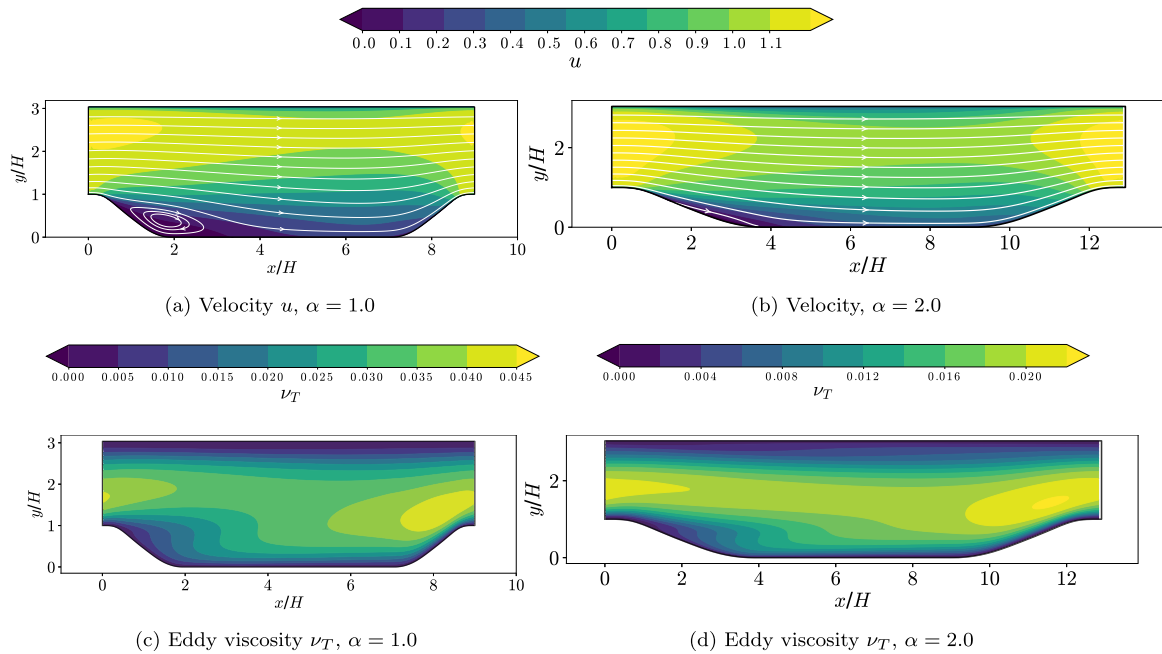 0.0 0.1 0.2 0.3 0.4 0.5 0.6 0.7 0.8 0.9 1.0 1.1
u
3
2
1
0
y/H
0 2 4 6 8 10
x/H
(a) Velocity u, α = 1.0
2
0
y/H
0 2 4 6 8 10 12
x/H
(b) Velocity, α = 2.0
0.000 0.005 0.010 0.015 0.020 0.025 0.030 0.035 0.040 0.045
ν_T
0.000 0.004 0.008 0.012 0.016 0.020
ν_T
3
2
1
0
y/H
0 2 4 6 8 10
x/H
(c) Eddy viscosity ν_T, α = 1.0
2
0
y/H
0 2 4 6 8 10 12
x/H
(d) Eddy viscosity ν_T, α = 2.0